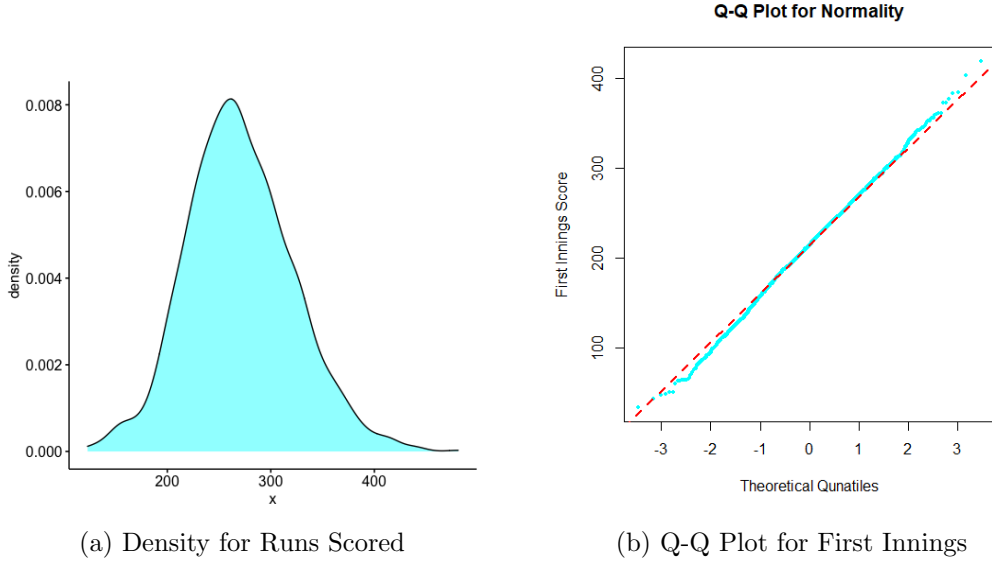 0.008
0.006
0.004
0.002
0.000
density
200
300
400
x
(a) Density for Runs Scored
Q-Q Plot for Normality
400
300
200
100
First Innings Score
-3
-2
-1
0
1
2
3
Theoretical Qunatiles
(b) Q-Q Plot for First Innings